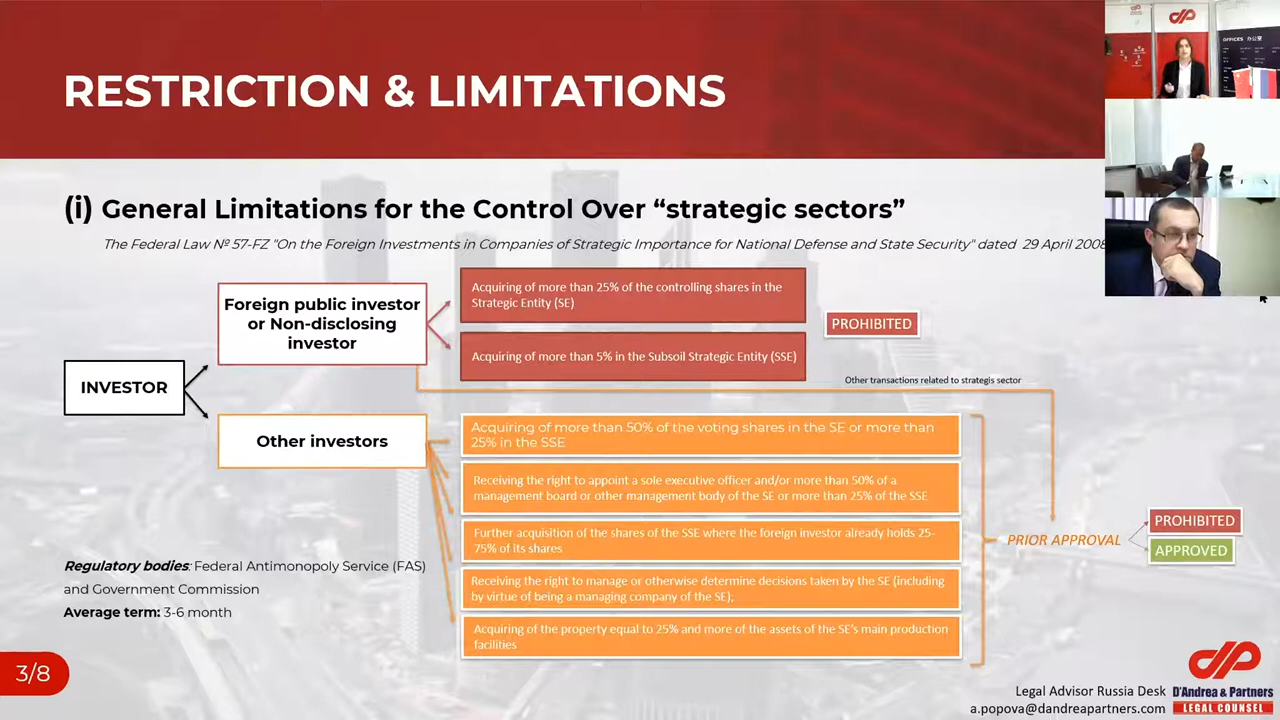 RESTRICTION & LIMITATIONS
(i) General Limitations for the Control Over “strategic sectors”
The Federal Law № 57-FZ "On the Foreign Investments in Companies of Strategic Importance for National Defense and State Security" dated 29 April 2008
INVESTOR
Foreign public investor
or Non-disclosing
investor
Acquiring of more than 25% of the controlling shares in the
Strategic Entity (SE)
Acquiring of more than 5% in the Subsoil Strategic Entity (SSE)
PROHIBITED
Other transactions related to strategis sector
Other investors
Acquiring of more than 50% of the voting shares in the SE or more than
25% in the SSE
Receiving the right to appoint a sole executive officer and/or more than 50% of a
management board or other management body of the SE or more than 25% of the SSE
Further acquisition of the shares of the SSE where the foreign investor already holds 25-
75% of its shares
Receiving the right to manage or otherwise determine decisions taken by the SE (including
by virtue of being a managing company of the SE);
Acquiring of the property equal to 25% and more of the assets of the SE's main production
facilities
PRIOR APPROVAL
PROHIBITED
APPROVED
Regulatory bodies: Federal Antimonopoly Service (FAS)
and Government Commission
Average term: 3-6 month
3/8
Legal Advisor Russia Desk
a.popova@dandreapartners.com
D'Andrea & Partners
LEGAL COUNSEL
OFFICES 办公室